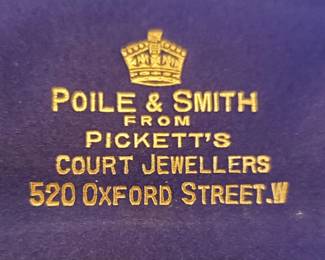 POILE & SMITH
FROM
PICKETT'S
COURT JEWELLERS
520 OXFORD STREET.W